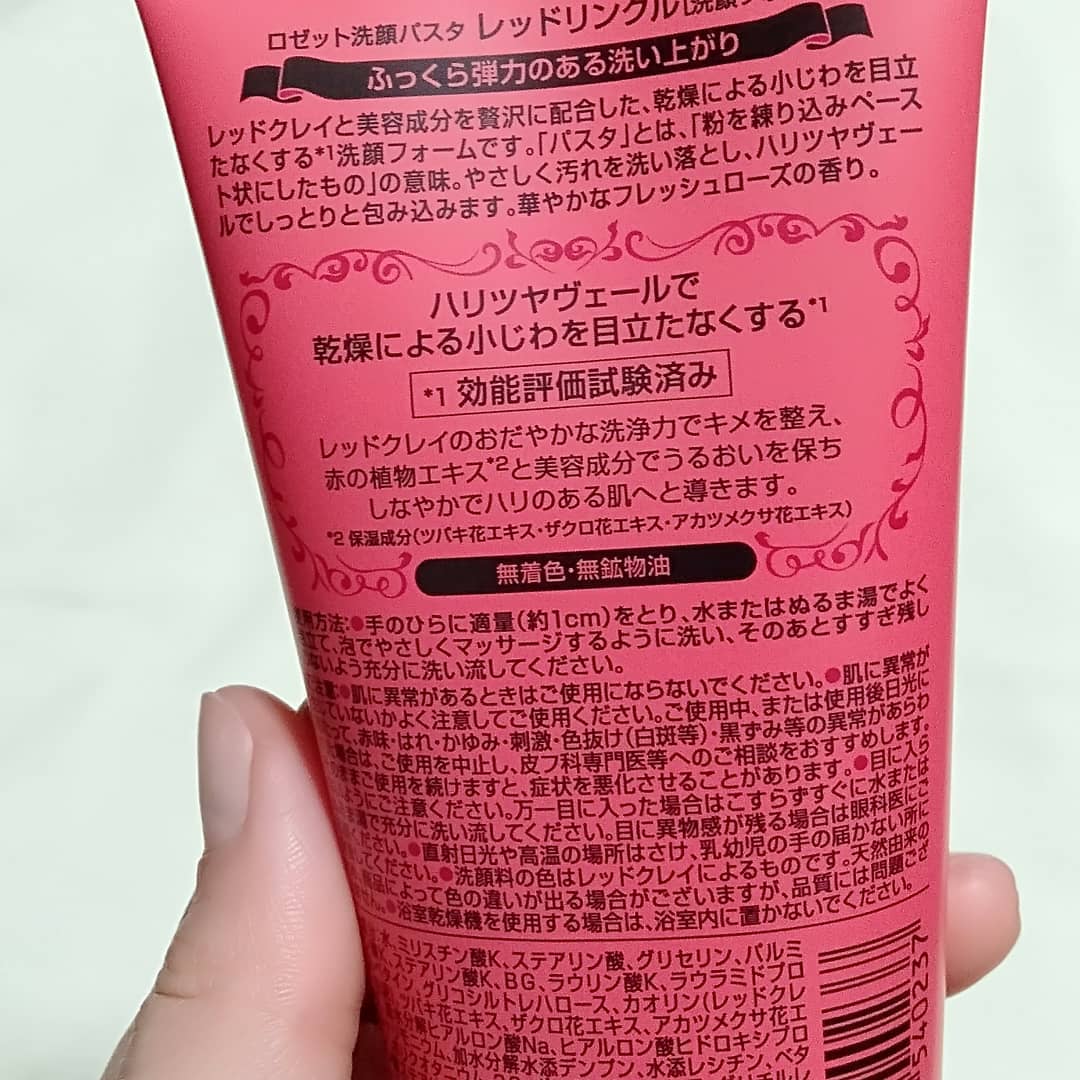 ロゼット洗顔パスタ レッドリンクル
ふっくら弾力のある洗い上がり
レッドクレイと美容成分を贅沢に配合した、乾燥による小じわを目立
たなくする*1洗顔フォームです。「パスタ」とは、「粉を練り込みペース
ト状にしたもの」の意味。やさしく汚れを洗い落とし、ハリツヤヴェー
ルでしっとりと包み込みます。華やかなフレッシュローズの香り。
ハリツヤヴェールで
乾燥による小じわを目立たなくする*1
*1 効能評価試験済み
レッドクレイのおだやかな洗浄力でキメを整え、
赤の植物エキス*2と美容成分でうるおいを保ち
しなやかでハリのある肌へと導きます。
*2 保湿成分(ツバキ花エキス・ザクロ花エキス・アカツメクサ花エキス)
無着色・無鉱物油
用方法:●手のひらに適量(約1cm)をとり、水またはぬるま湯でよく
立て、泡でやさしくマッサージするように洗い、そのあとすすぎ残し
ないよう充分に洗い流してください。
注意:●肌に異常があるときはご使用にならないでください。●肌に異常が
ていないかよく注意してご使用ください。ご使用中、または使用後日光に
って、赤味・はれ・かゆみ・刺激・色抜け(白斑等)・黒ずみ等の異常があらわ
場合は、ご使用を中止し、皮フ科専門医等へのご相談をおすすめします。
ままご使用を続けますと、症状を悪化させることがあります。●目に入ら
ようにご注意ください。万一目に入った場合はこすらずすぐに水または
湯で充分に洗い流してください。目に異物感が残る場合は眼科医にご
ください。●直射日光や高温の場所はさけ、乳幼児の手の届かない所に
してください。●洗顔料の色はレッドクレイによるものです。天然由来の
製品によって色の違いが出る場合がございますが、品質には問題ござ
せん。●浴室乾燥機を使用する場合は、浴室内に置かないでください。
水、ミリスチン酸K、ステアリン酸、グリセリン、パルミ
ステアリン酸K、BG、ラウリン酸K、ラウラミドプロ
ン、グリコシルトレハロース、カオリン(レッドクレ
ツバキ花エキス、ザクロ花エキス、アカツメクサ花エ
水分解ヒアルロン酸Na、ヒアルロン酸ヒドロキシプロ
ウム、加水分解水添デンプン、水添レシチン、ベタ
クオタニウム
540237